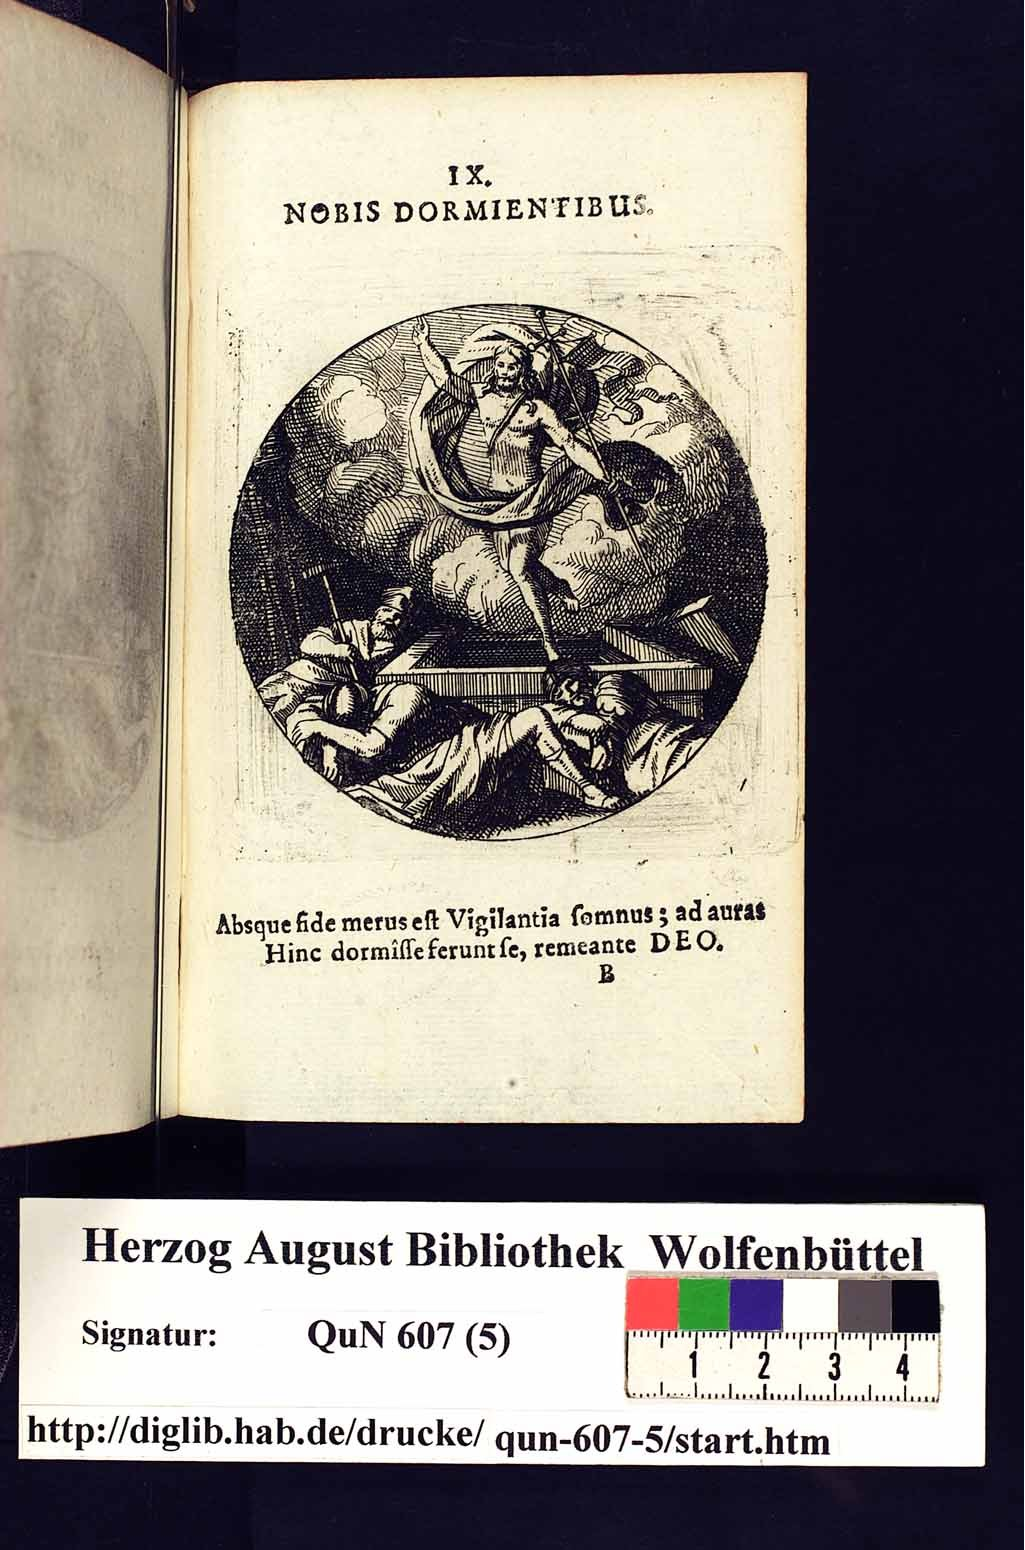 IX.
NOBIS DORMIENTIBUS.
Absque fide merus eſt Vigilantia ſomnus; ad auras
Hinc dormîſſe ferunt ſe, remeante DEO.
B
Herzog August Bibliothek Wolfenbüttel
Signatur: QuN 607 (5)
1 2 3 4
http://diglib.hab.de/drucke/ qun-607-5/start.htm